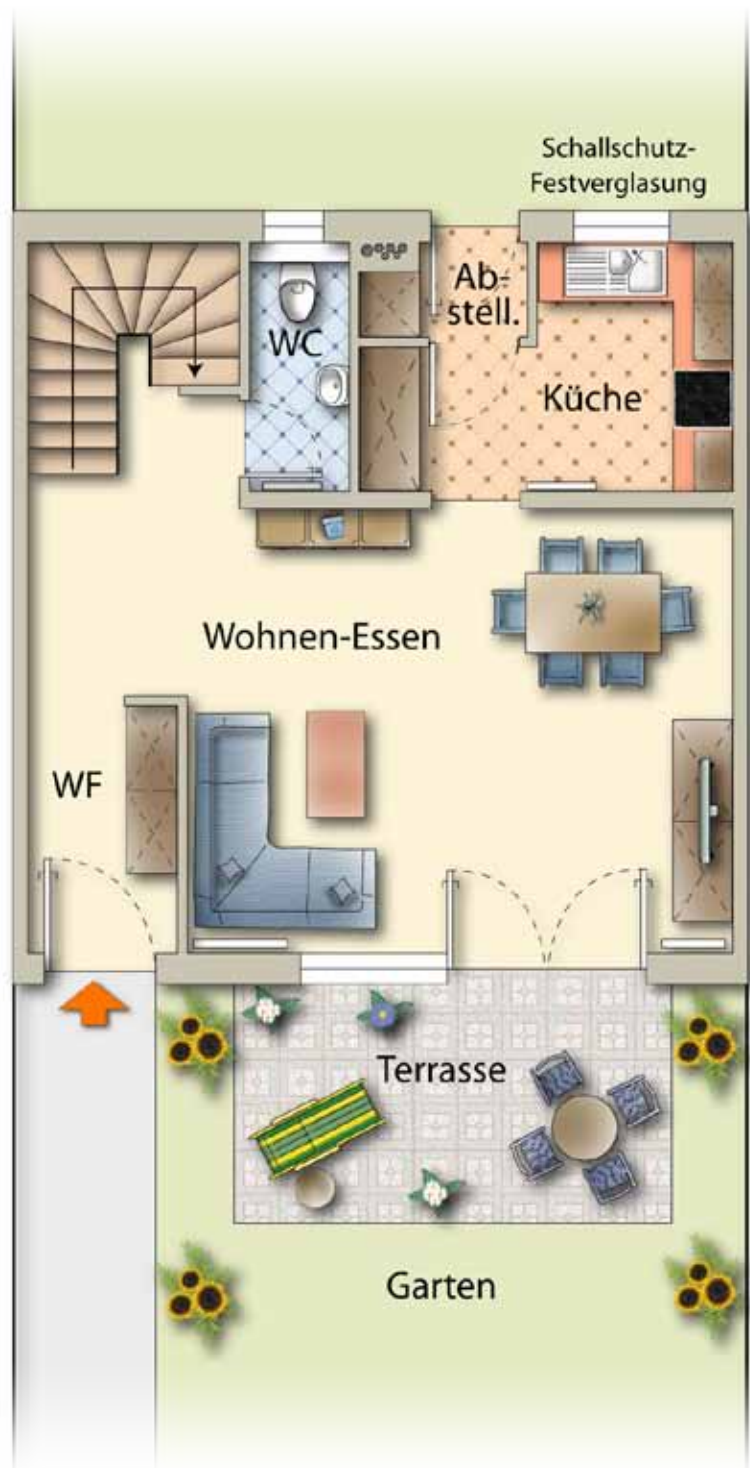 Schallschutz-
Festverglasung
Ab-
stell.
WC
Küche
Wohnen-Essen
WF
Terrasse
Garten